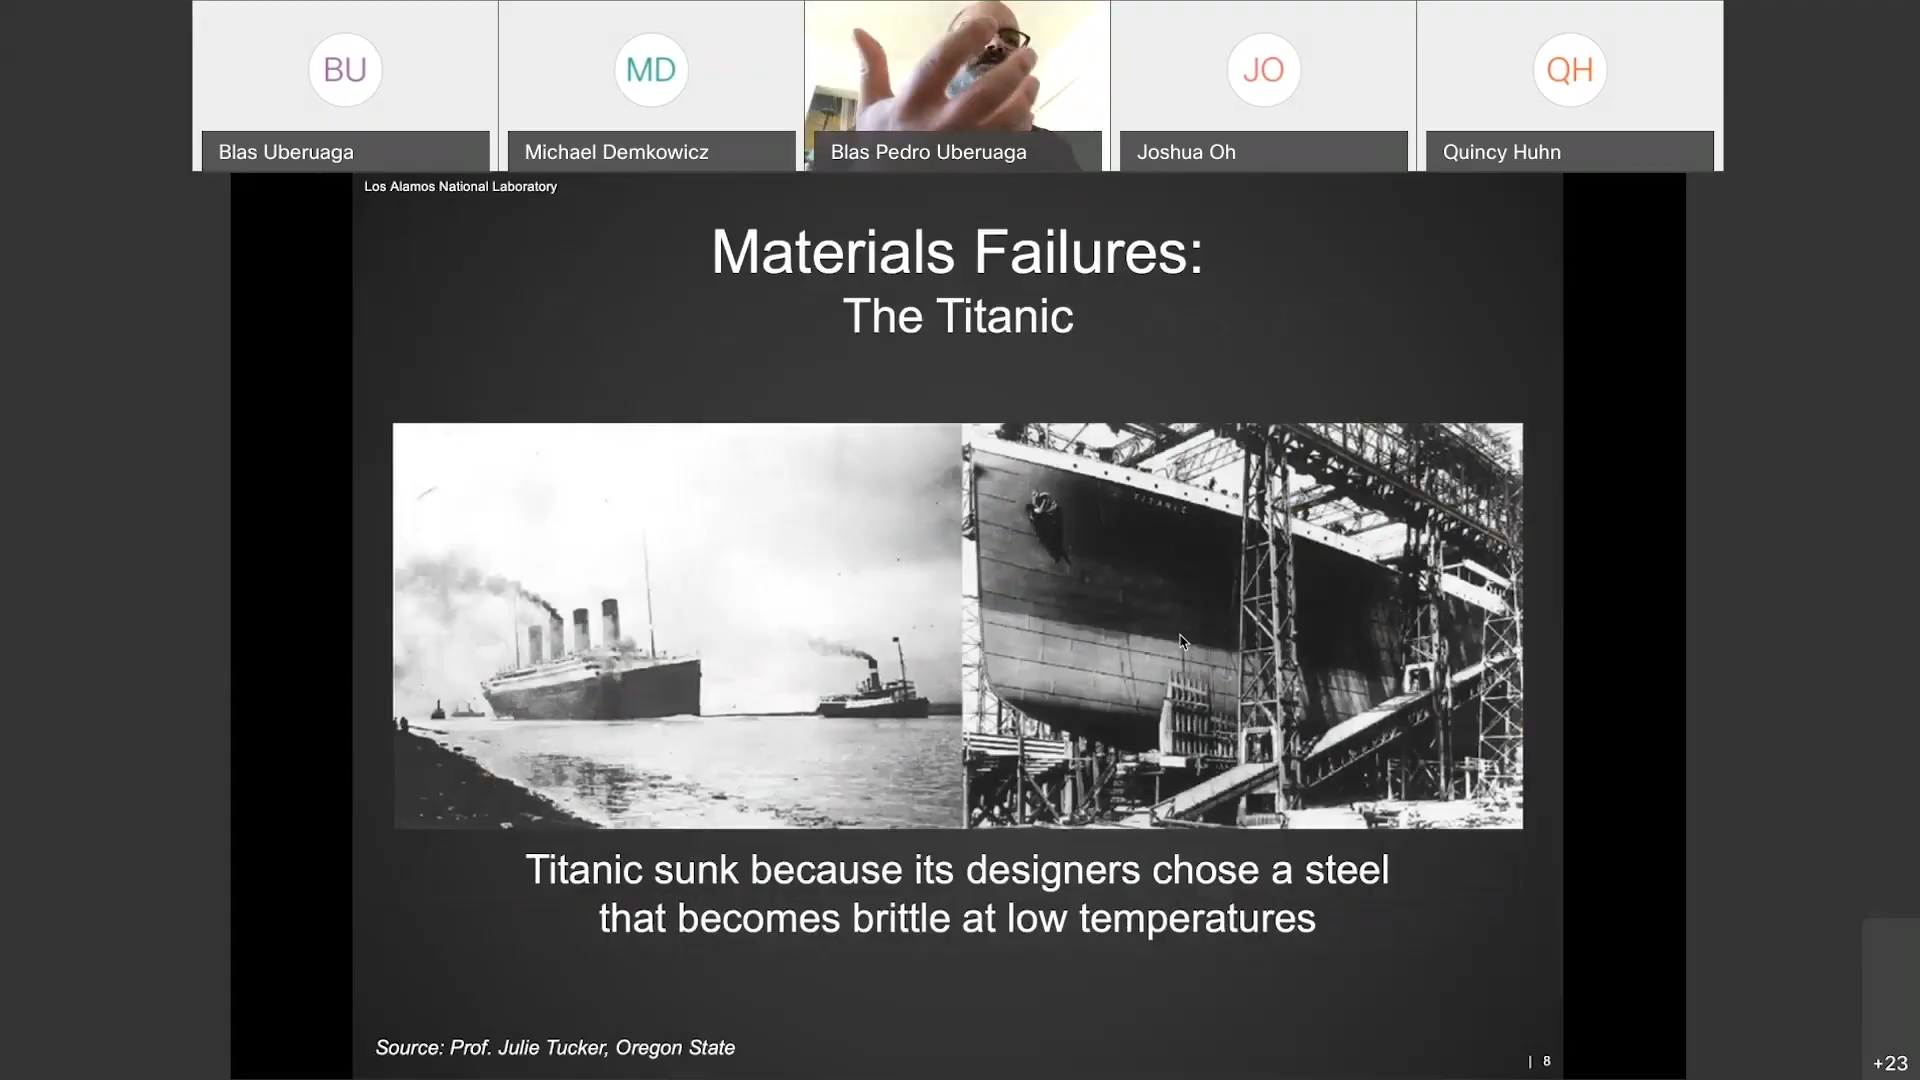 BU
MD
JO
QH
Blas Uberuaga
Michael Demkowicz
Blas Pedro Uberuaga
Joshua Oh
Quincy Huhn
Los Alamos National Laboratory
Materials Failures:
The Titanic
TITANIC
Titanic sunk because its designers chose a steel
that becomes brittle at low temperatures
Source: Prof. Julie Tucker, Oregon State
| 8
+23